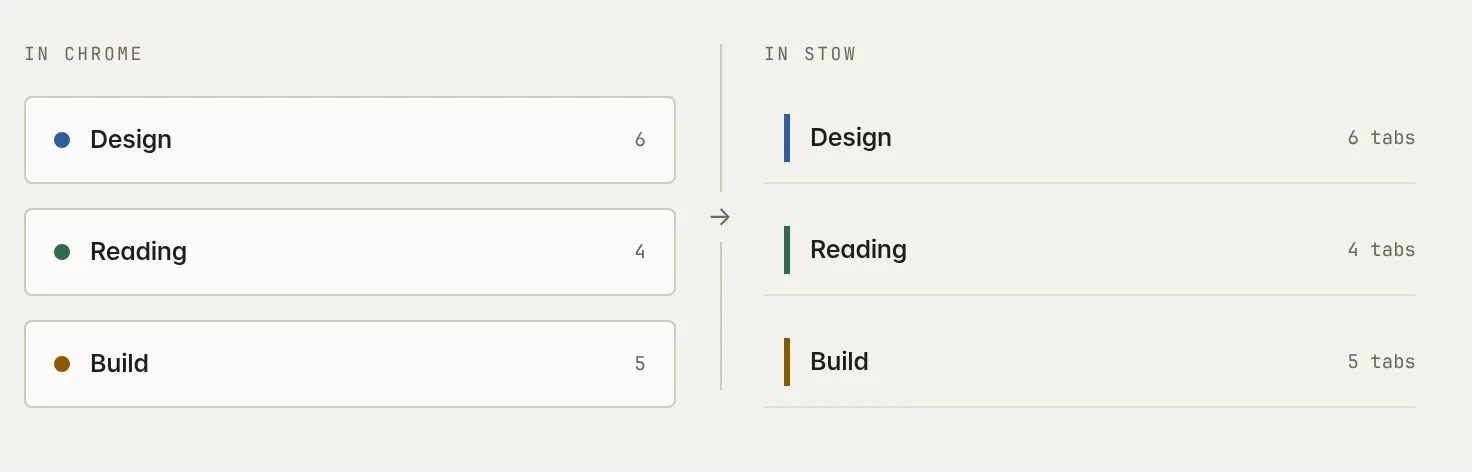 IN CHROME
Design 6
Reading 4
Build 5
→
IN STOW
Design 6 tabs
Reading 4 tabs
Build 5 tabs